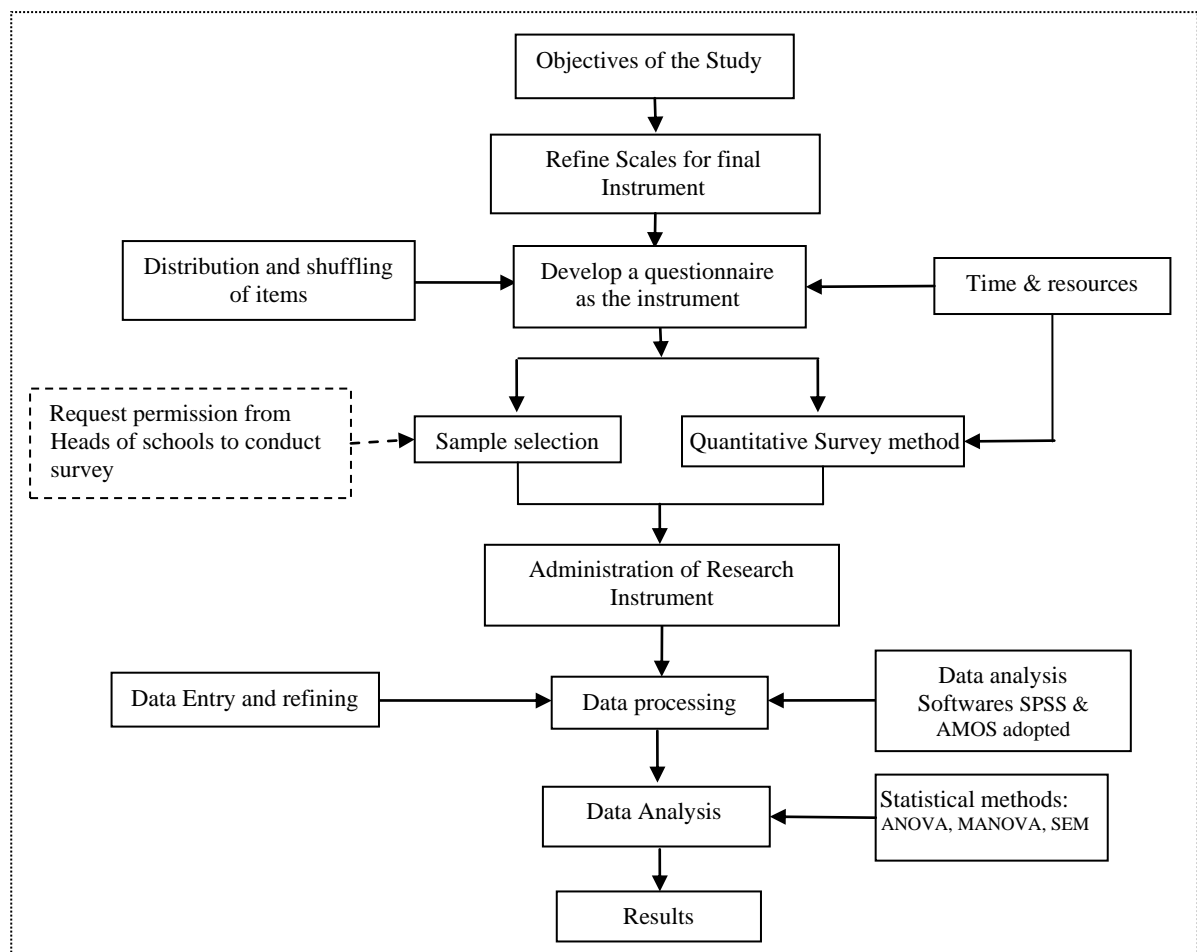 Objectives of the Study
Refine Scales for final
Instrument
Distribution and shuffling
of items
Develop a questionnaire
as the instrument
Time & resources
Request permission from
Heads of schools to conduct
survey
Sample selection
Quantitative Survey method
Administration of Research
Instrument
Data Entry and refining
Data processing
Data analysis
Softwares SPSS &
AMOS adopted
Data Analysis
Statistical methods:
ANOVA, MANOVA, SEM
Results